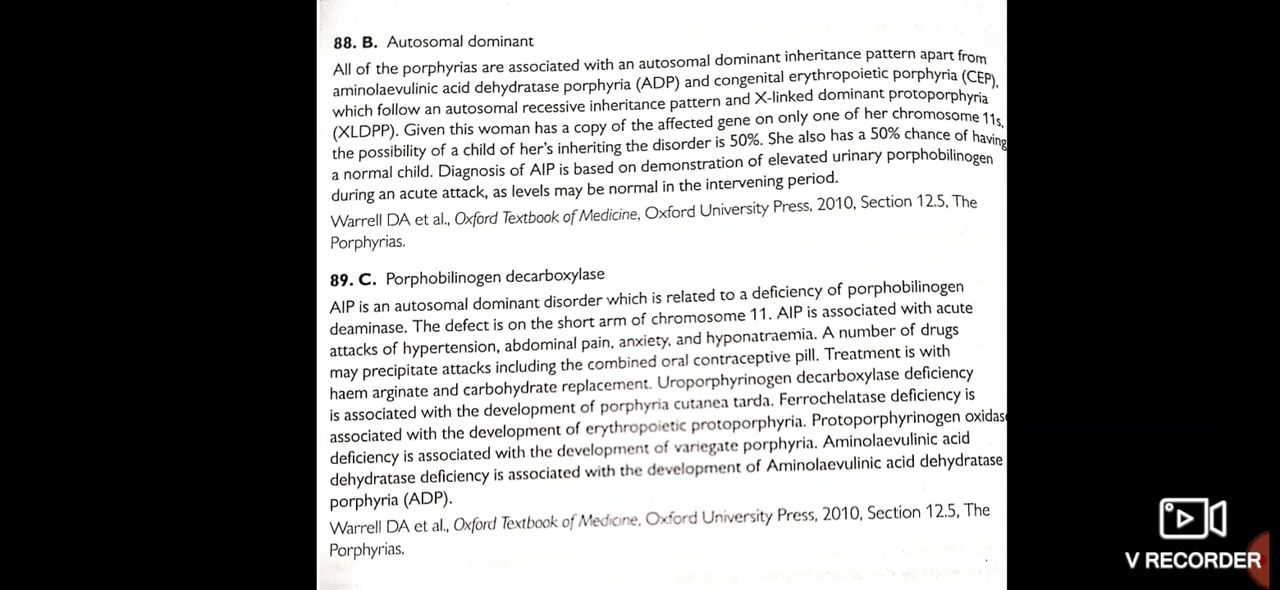 88. B. Autosomal dominant
All of the porphyrias are associated with an autosomal dominant inheritance pattern apart from
aminolaevulinic acid dehydratase porphyria (ADP) and congenital erythropoietic porphyria (CEP),
which follow an autosomal recessive inheritance pattern and X-linked dominant protoporphyria
(XLDPP). Given this woman has a copy of the affected gene on only one of her chromosome 11s,
the possibility of a child of her's inheriting the disorder is 50%. She also has a 50% chance of having
a normal child. Diagnosis of AIP is based on demonstration of elevated urinary porphobilinogen
during an acute attack, as levels may be normal in the intervening period.
Warrell DA et al., Oxford Textbook of Medicine, Oxford University Press, 2010, Section 12.5, The
Porphyrias.
89. C. Porphobilinogen decarboxylase
AIP is an autosomal dominant disorder which is related to a deficiency of porphobilinogen
deaminase. The defect is on the short arm of chromosome 11. AIP is associated with acute
attacks of hypertension, abdominal pain, anxiety, and hyponatraemia. A number of drugs
may precipitate attacks including the combined oral contraceptive pill. Treatment is with
haem arginate and carbohydrate replacement. Uroporphyrinogen decarboxylase deficiency
is associated with the development of porphyria cutanea tarda. Ferrochelatase deficiency is
associated with the development of erythropoietic protoporphyria. Protoporphyrinogen oxidas
deficiency is associated with the development of variegate porphyria. Aminolaevulinic acid
dehydratase deficiency is associated with the development of Aminolaevulinic acid dehydratase
porphyria (ADP).
Warrell DA et al., Oxford Textbook of Medicine, Oxford University Press, 2010, Section 12.5, The
Porphyrias.
V RECORDER